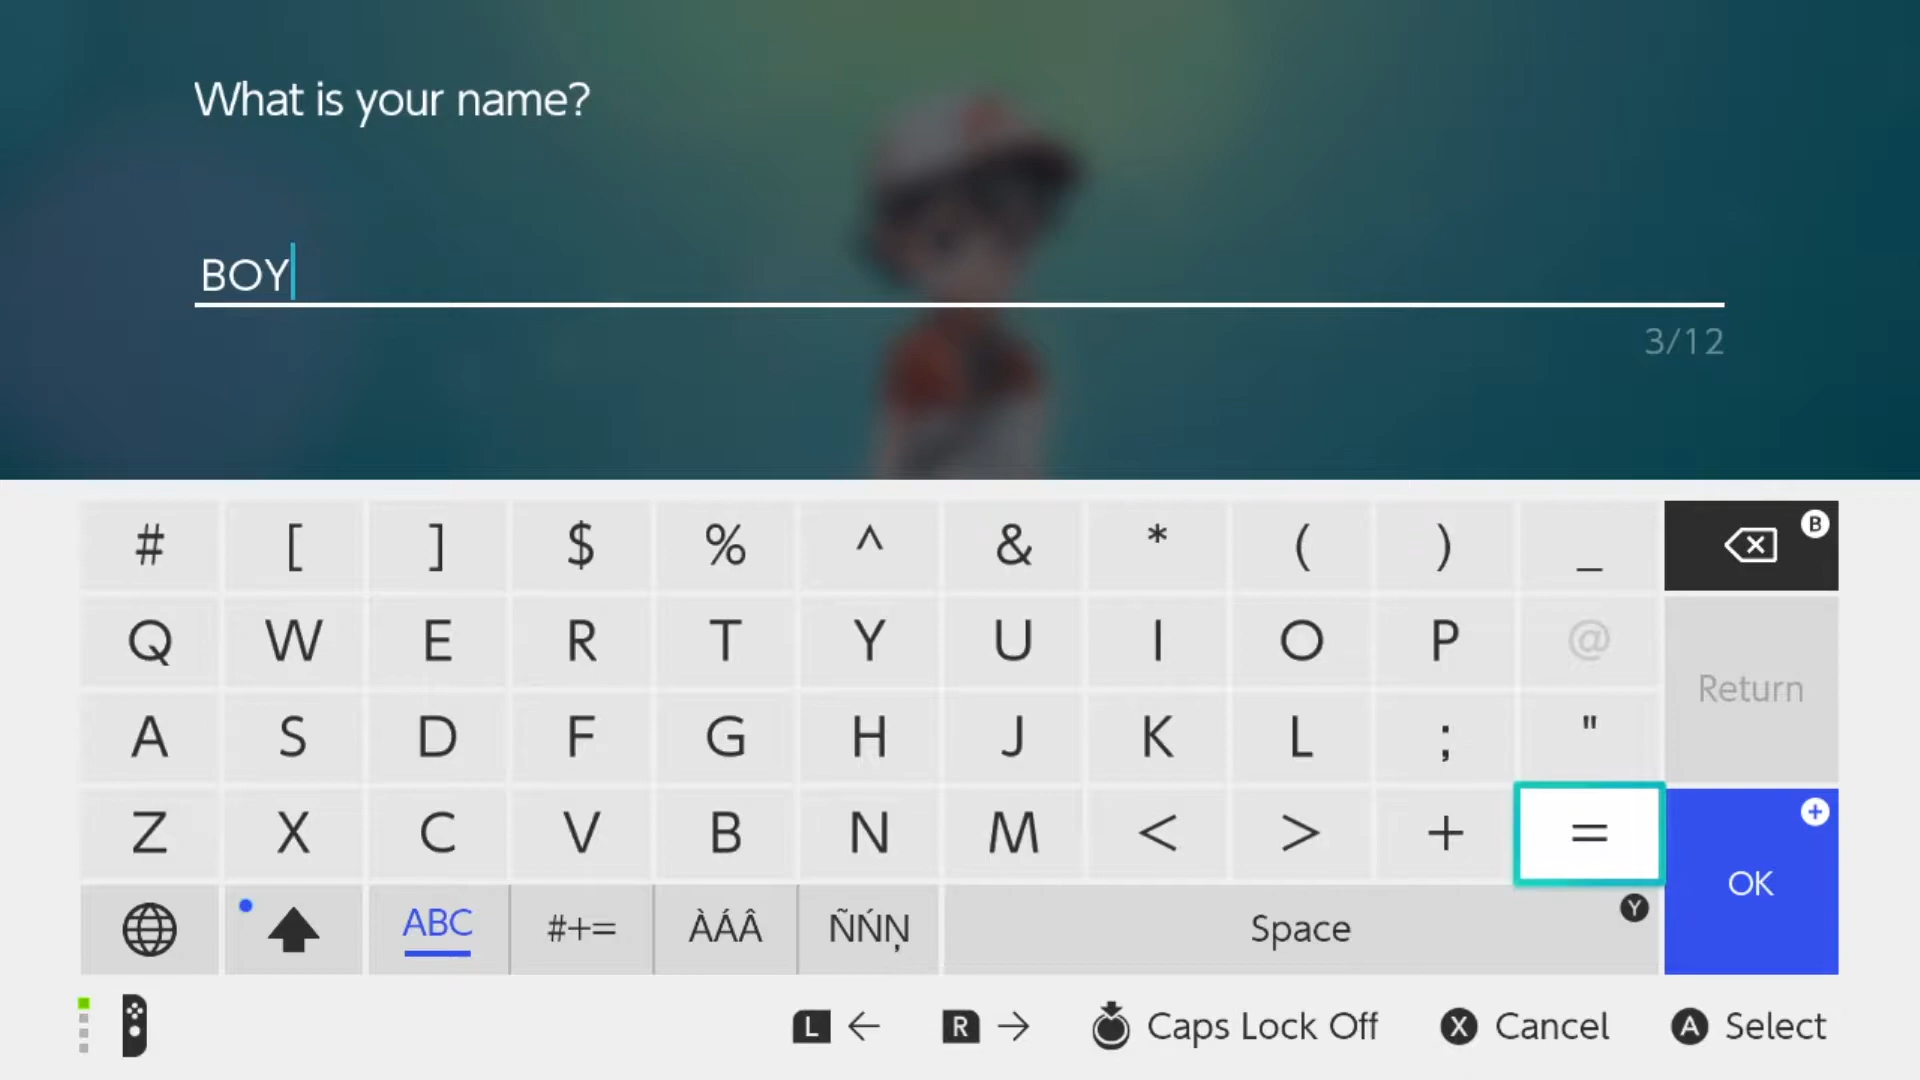 What is your name?
BOY
3/12
# [ ] $ % ^ & * ( ) _ B
Q W E R T Y U I O P @ Return
A S D F G H J K L ; "
Z X C V B N M < > + = + OK
ABC #+= ÀÁÂ ÑŃŅ Space Y
L ← R → Caps Lock Off X Cancel A Select